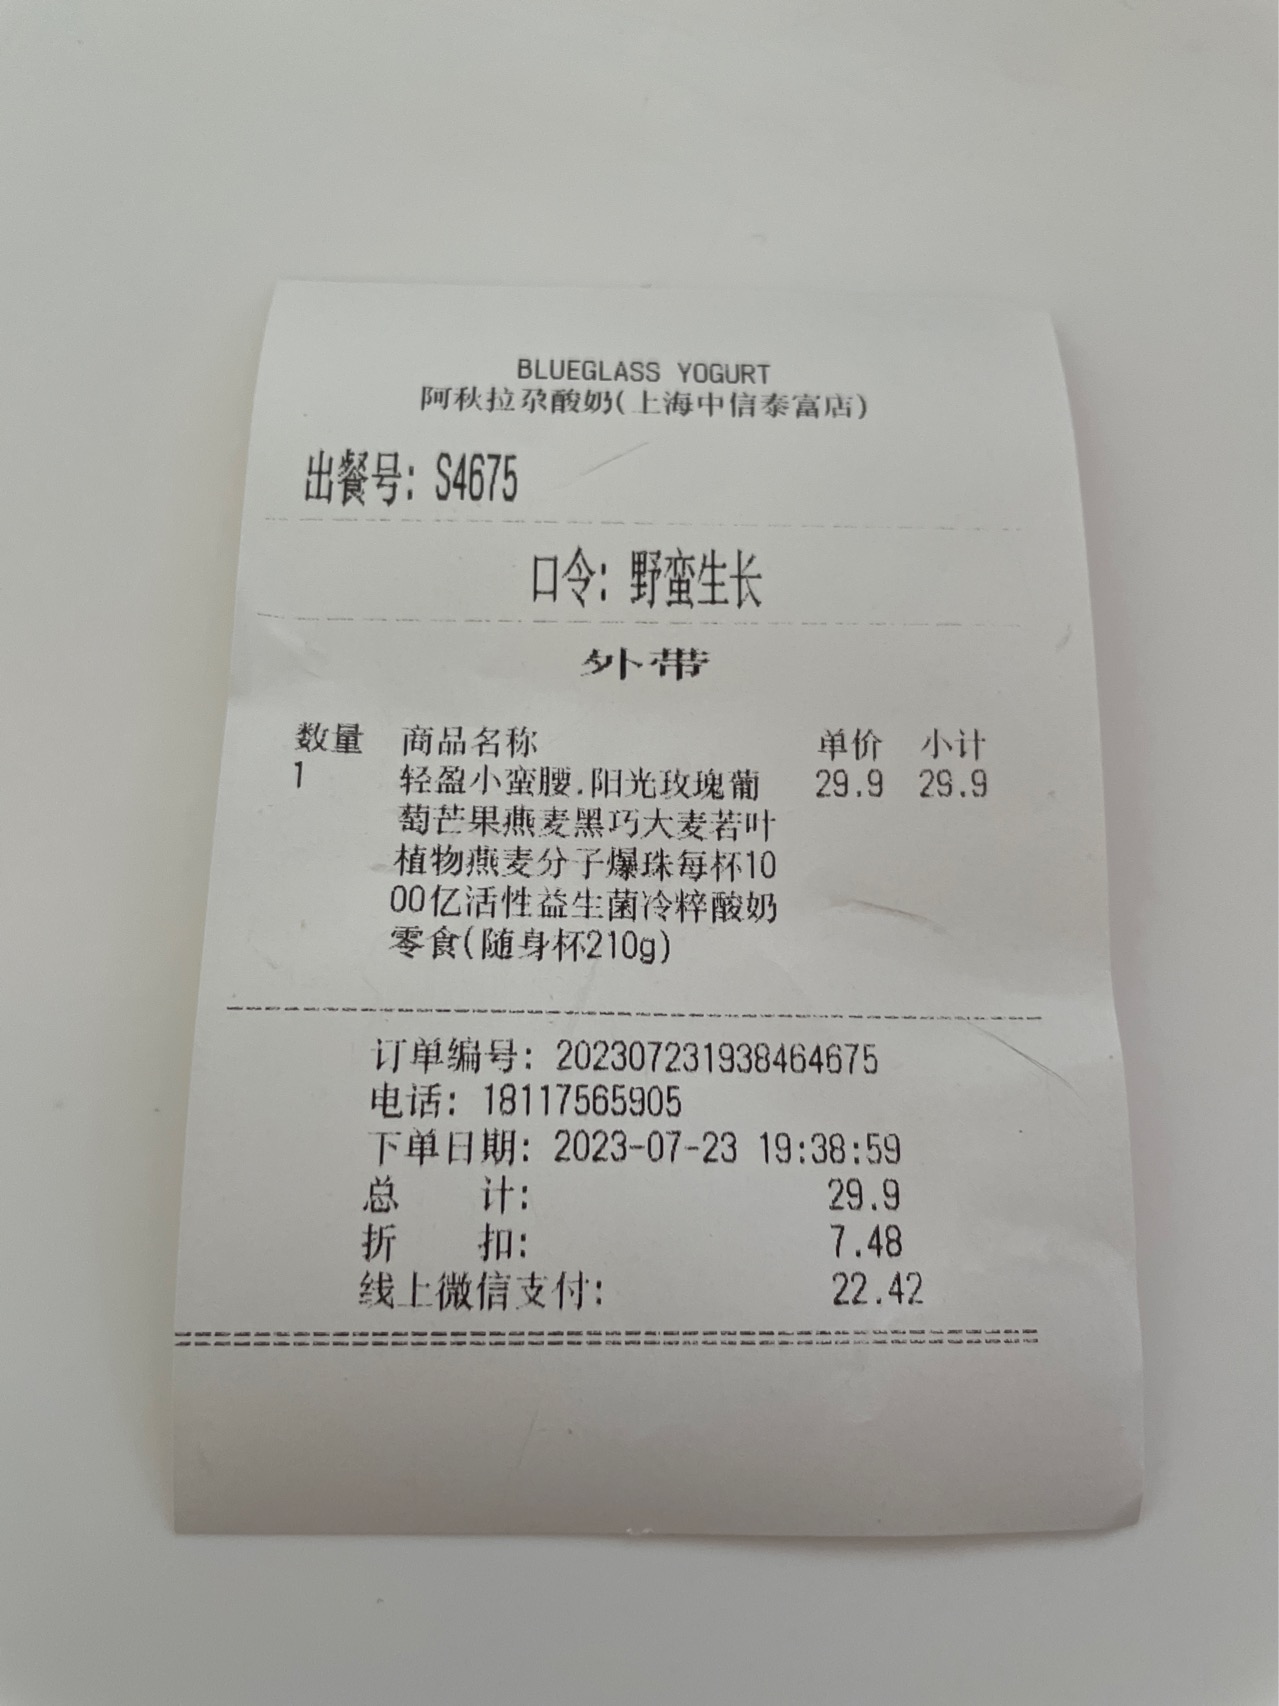 BLUEGLASS YOGURT
阿秋拉尕酸奶(上海中信泰富店)
出餐号: S4675
口令: 野蛮生长
外带
数量 商品名称 单价 小计
1 轻盈小蛮腰.阳光玫瑰葡 29.9 29.9
萄芒果燕麦黑巧大麦若叶
植物燕麦分子爆珠每杯10
00亿活性益生菌冷粹酸奶
零食(随身杯210g)
订单编号: 202307231938464675
电话: 18117565905
下单日期: 2023-07-23 19:38:59
总 计: 29.9
折 扣: 7.48
线上微信支付: 22.42